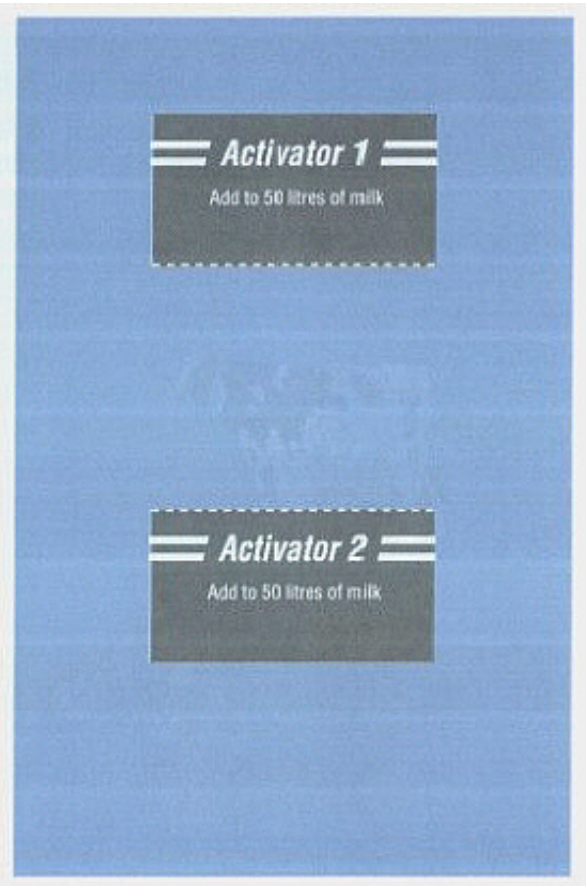 Activator 1
Add to 50 litres of milk
Activator 2
Add to 50 litres of milk